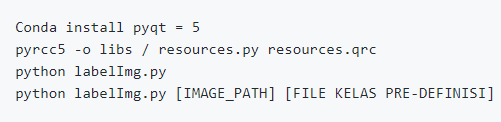 Conda install pyqt = 5
pyrcc5 -o libs / resources.py resources.qrc
python labelImg.py
python labelImg.py [IMAGE_PATH] [FILE KELAS PRE-DEFINISI]